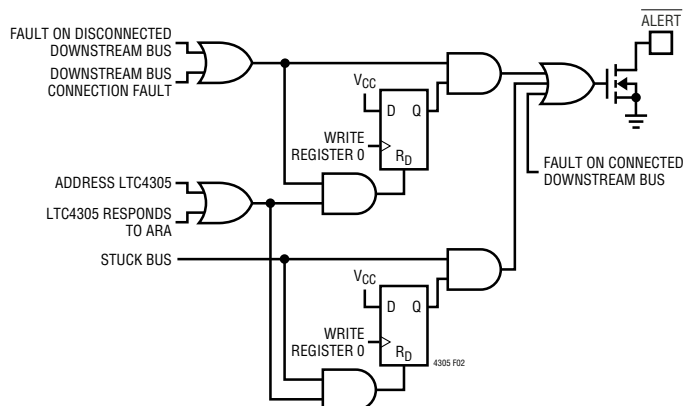 ALERT
FAULT ON DISCONNECTED
DOWNSTREAM BUS
DOWNSTREAM BUS
CONNECTION FAULT
VCC
D Q
WRITE
REGISTER 0
RD
FAULT ON CONNECTED
DOWNSTREAM BUS
ADDRESS LTC4305
LTC4305 RESPONDS
TO ARA
STUCK BUS
VCC
D Q
WRITE
REGISTER 0
RD
4305 F02